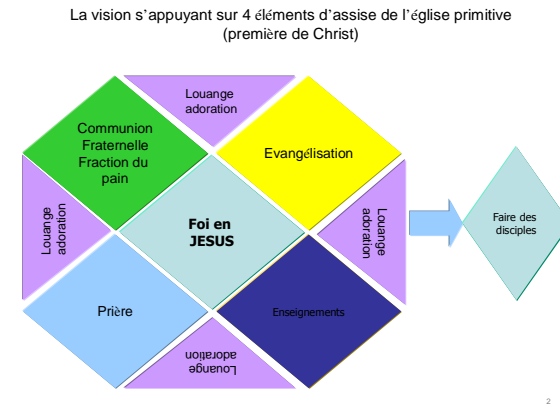 La vision s'appuyant sur 4 éléments d'assise de l'église primitive
(première de Christ)
Louange
adoration
Communion
Fraternelle
Fraction du
pain
Evangélisation
Louange
adoration
Foi en
JESUS
Louange
adoration
Faire des
disciples
Prière
Enseignements
Louange
adoration
2